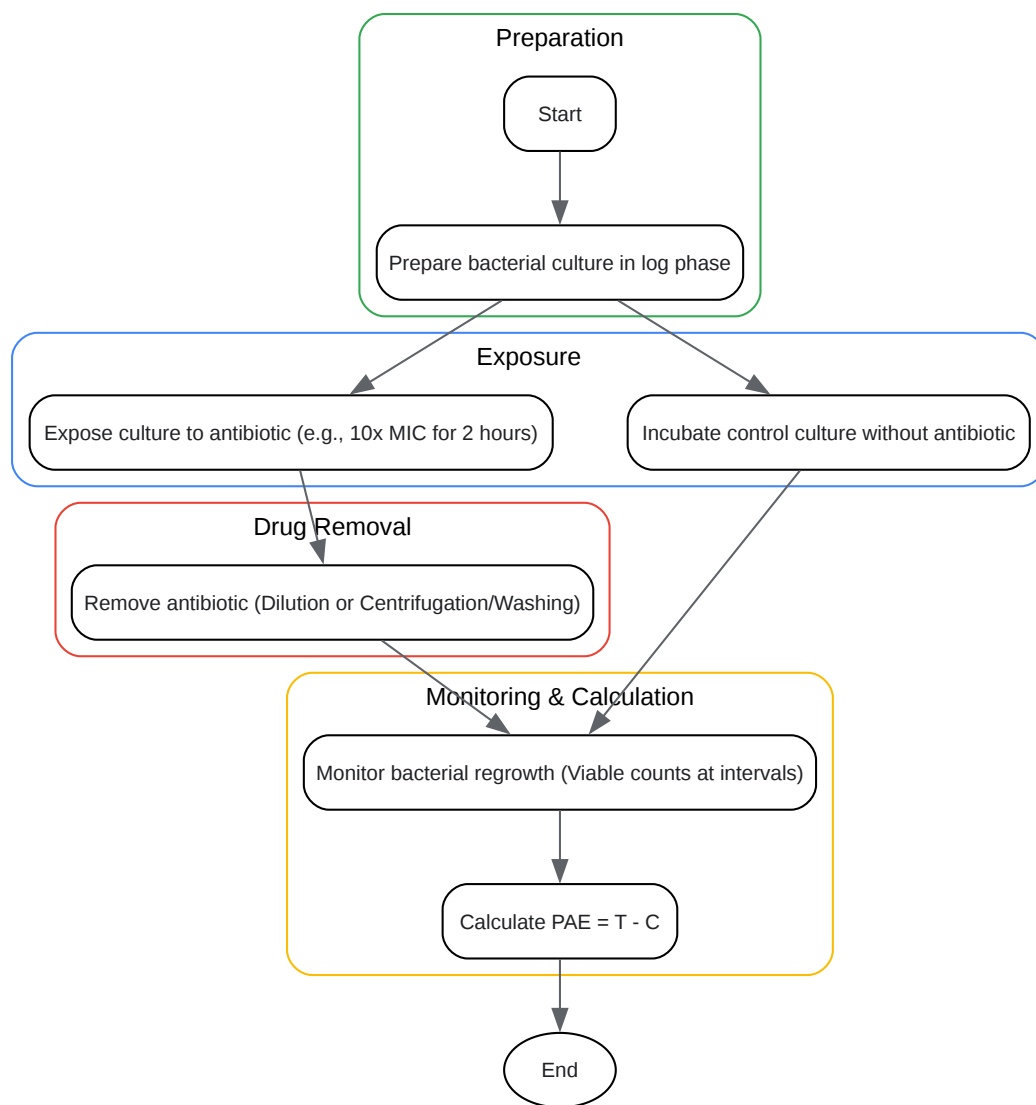 Preparation
Start
Prepare bacterial culture in log phase
Exposure
Expose culture to antibiotic (e.g., 10x MIC for 2 hours)
Incubate control culture without antibiotic
Drug Removal
Remove antibiotic (Dilution or Centrifugation/Washing)
Monitoring & Calculation
Monitor bacterial regrowth (Viable counts at intervals)
Calculate PAE = T - C
End